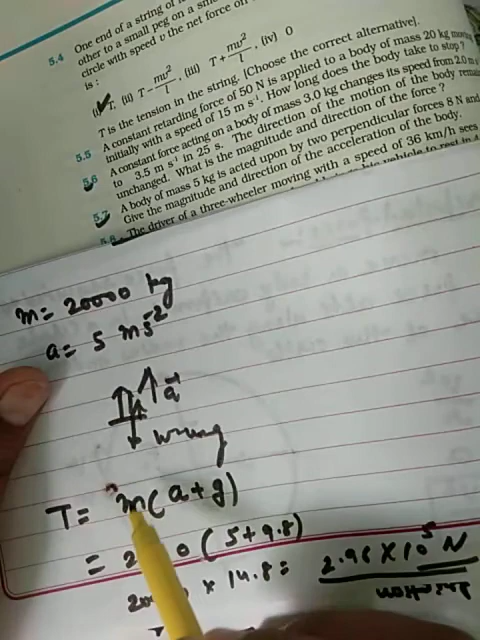 5.4 One end of a string of
other to a small peg on a sm
circle with speed v the net force on
is :
(i) T, (ii) T − mv²/l , (iii) T + mv²/l , (iv) 0
T is the tension in the string. [Choose the correct alternative].
5.5 A constant retarding force of 50 N is applied to a body of mass 20 kg moving
initially with a speed of 15 m s⁻¹. How long does the body take to stop ?
5.6 A constant force acting on a body of mass 3.0 kg changes its speed from 2.0 m s
to 3.5 m s⁻¹ in 25 s. The direction of the motion of the body remai
unchanged. What is the magnitude and direction of the force ?
5.7 A body of mass 5 kg is acted upon by two perpendicular forces 8 N and
Give the magnitude and direction of the acceleration of the body.
5.8 The driver of a three-wheeler moving with a speed of 36 km/h sees
vehicle to rest in
m = 20000 kg
a = 5 ms⁻²
a⃗
T = m(a+g)
= 2 0 (5+9.8)
20 × 14.8 = 2.96 × 10⁵ N